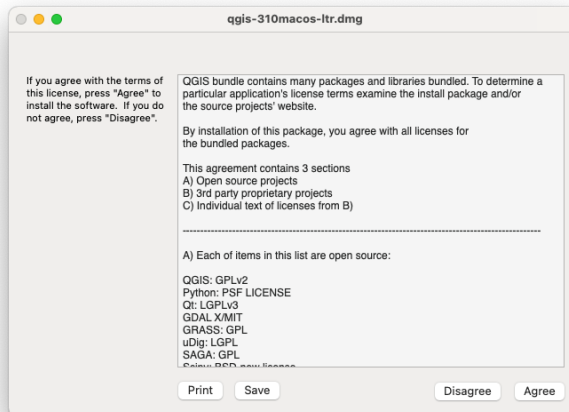 qgis-310macos-ltr.dmg
If you agree with the terms of
this license, press "Agree" to
install the software.  If you do
not agree, press "Disagree".
QGIS bundle contains many packages and libraries bundled. To determine a
particular application's license terms examine the install package and/or
the source projects' website.
By installation of this package, you agree with all licenses for
the bundled packages.
This agreement contains 3 sections
A) Open source projects
B) 3rd party proprietary projects
C) Individual text of licenses from B)
----------------------------------------------------------------------------------------------------
A) Each of items in this list are open source:
QGIS: GPLv2
Python: PSF LICENSE
Qt: LGPLv3
GDAL X/MIT
GRASS: GPL
uDig: LGPL
SAGA: GPL
Scipy: BSD-new license
Print
Save
Disagree
Agree